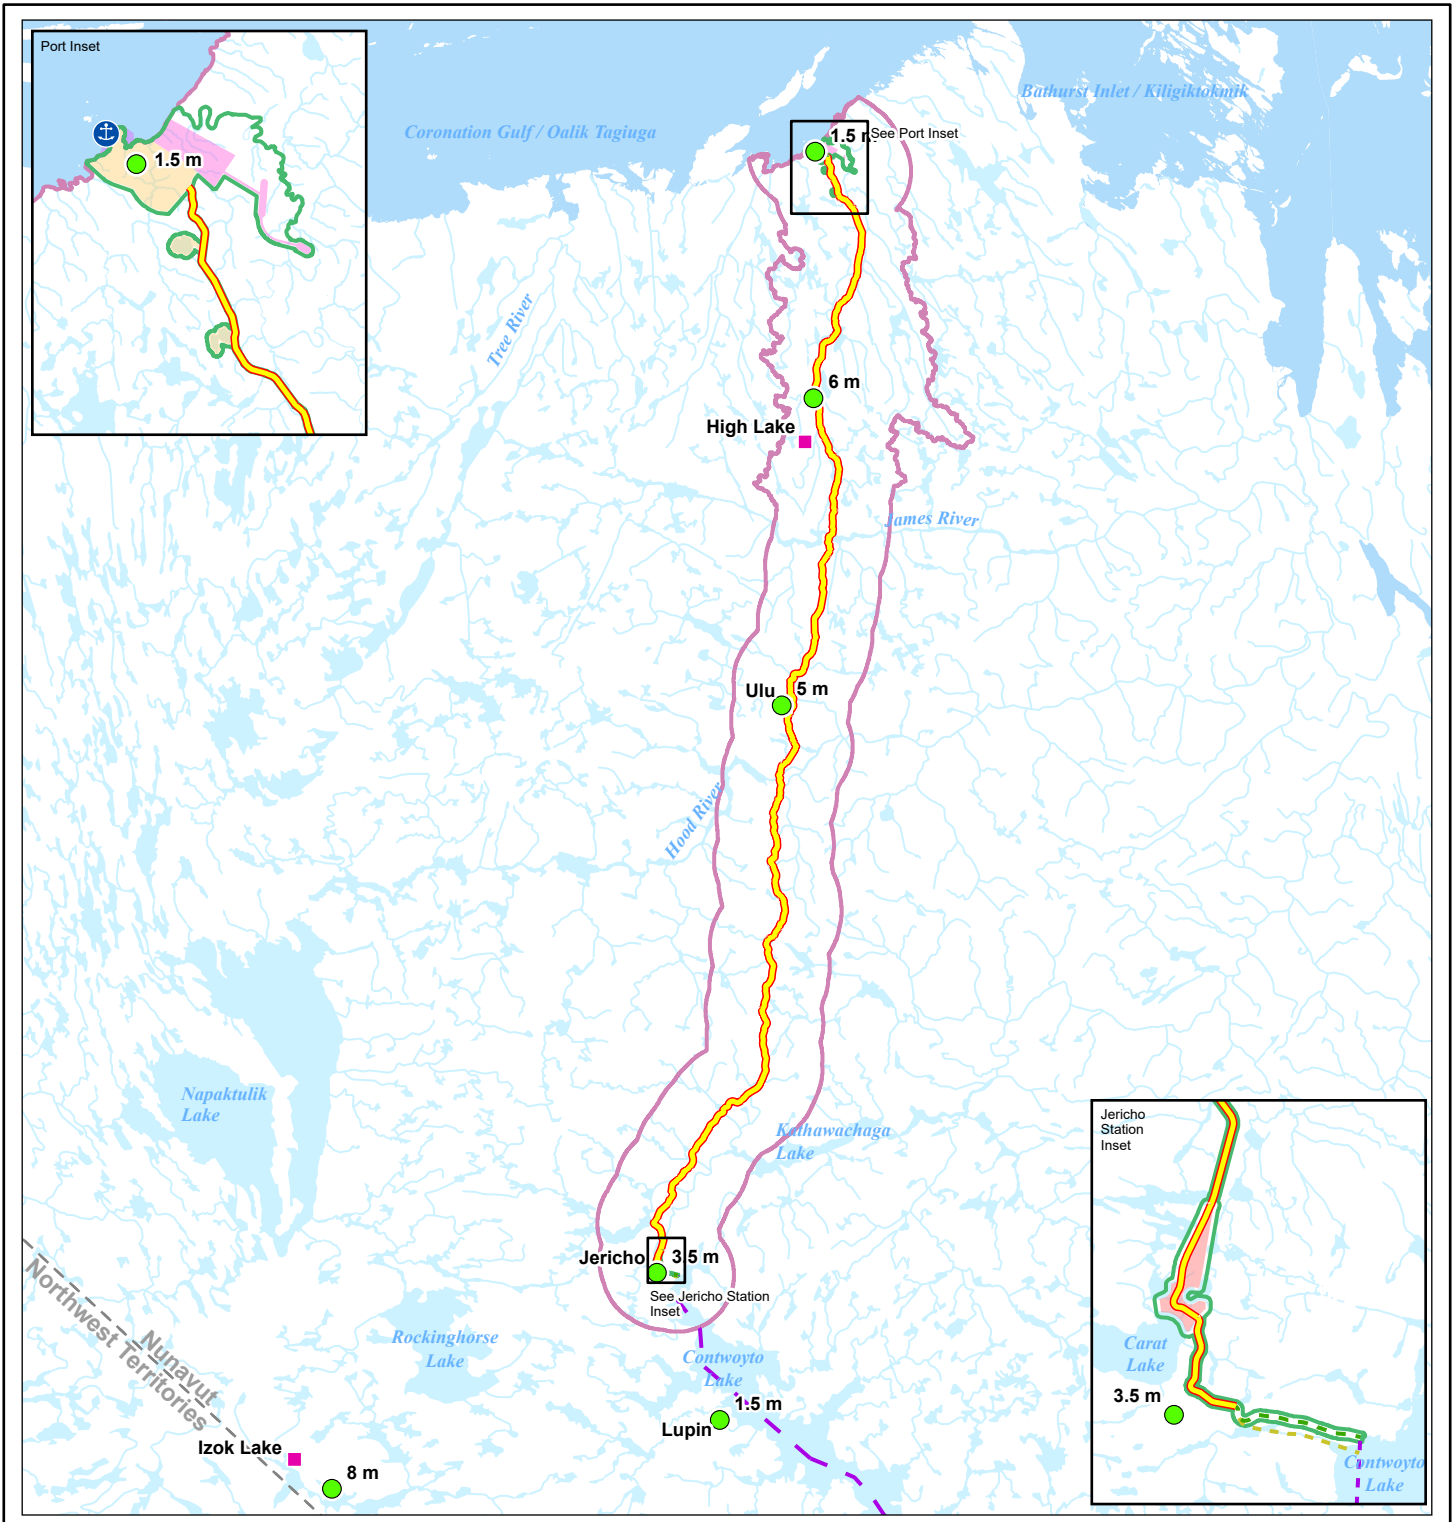 Port Inset
1.5 m
Coronation Gulf / Oalik Tagiuga
Bathurst Inlet / Kiligiktokmik
1.5 m
See Port Inset
Tree River
6 m
High Lake
James River
Ulu
5 m
Hood River
Napaktulik
Lake
Kathawachaga
Lake
Jericho
3.5 m
See Jericho Station
Inset
Rockinghorse
Lake
Contwoyto
Lake
1.5 m
Lupin
Nunavut
Northwest Territories
Izok Lake
8 m
Jericho
Station
Inset
Carat
Lake
3.5 m
Contwoyto
Lake